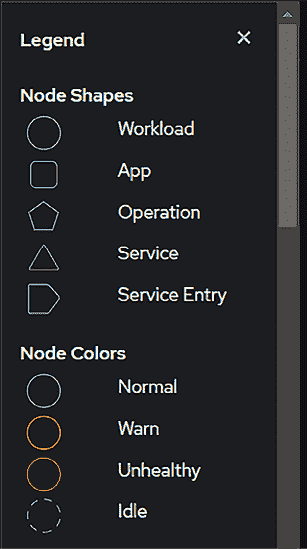 Legend
Node Shapes
Workload
App
Operation
Service
Service Entry
Node Colors
Normal
Warn
Unhealthy
Idle